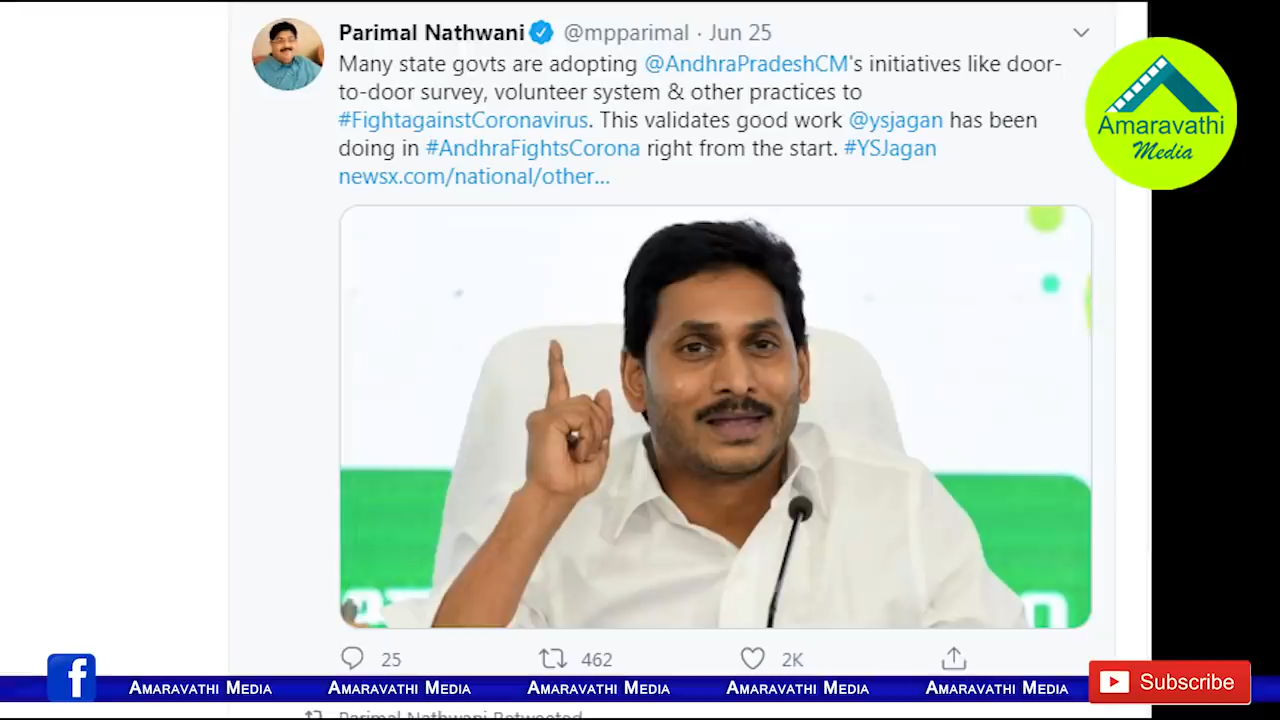 Parimal Nathwani @mpparimal · Jun 25
Many state govts are adopting @AndhraPradeshCM's initiatives like door-
to-door survey, volunteer system & other practices to
#FightagainstCoronavirus. This validates good work @ysjagan has been
doing in #AndhraFightsCorona right from the start. #YSJagan
newsx.com/national/other...
Amaravathi
Media
25 462 2K
f
Amaravathi Media Amaravathi Media Amaravathi Media Amaravathi Media Amaravathi Media
Subscribe
Parimal Nathwani Retweeted